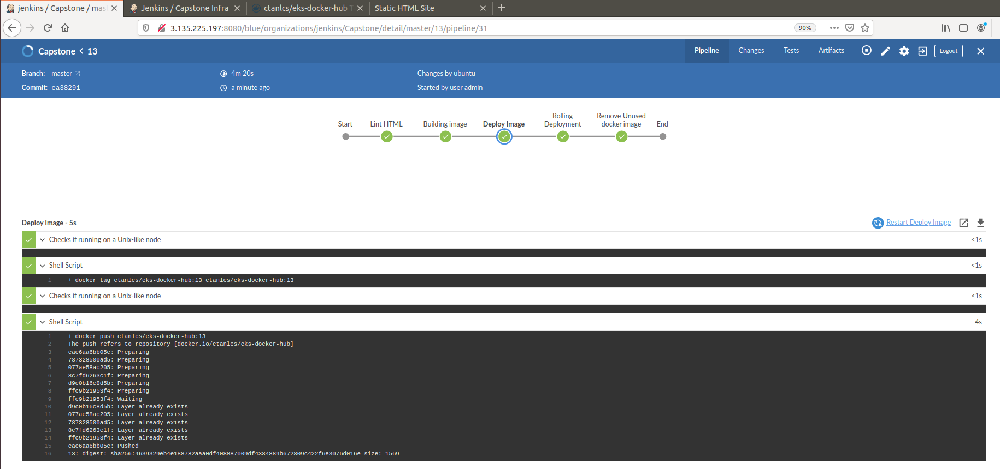 jenkins / Capstone / mas
Jenkins / Capstone Infra
ctanlcs/eks-docker-hub T
Static HTML Site
3.135.225.197:8080/blue/organizations/jenkins/Capstone/detail/master/13/pipeline/31
90%
Capstone < 13
Pipeline
Changes
Tests
Artifacts
Logout
Branch: master
4m 20s
Changes by ubuntu
Commit: ea38291
a minute ago
Started by user admin
Start
Lint HTML
Building image
Deploy Image
Rolling
Deployment
Remove Unused
docker image
End
Deploy Image - 5s
Restart Deploy Image
Checks if running on a Unix-like node
<1s
Shell Script
<1s
1 + docker tag ctanlcs/eks-docker-hub:13 ctanlcs/eks-docker-hub:13
Checks if running on a Unix-like node
<1s
Shell Script
4s
1 + docker push ctanlcs/eks-docker-hub:13
2 The push refers to repository [docker.io/ctanlcs/eks-docker-hub]
3 eae6aa6bb05c: Preparing
4 787328500ad5: Preparing
5 077ae58ac205: Preparing
6 8c7fd6263c1f: Preparing
7 d9c0b16c8d5b: Preparing
8 ffc9b21953f4: Preparing
9 ffc9b21953f4: Waiting
10 d9c0b16c8d5b: Layer already exists
11 077ae58ac205: Layer already exists
12 787328500ad5: Layer already exists
13 8c7fd6263c1f: Layer already exists
14 ffc9b21953f4: Layer already exists
15 eae6aa6bb05c: Pushed
16 13: digest: sha256:4639329eb4e188782aaa0df408887009df4384889b672809c422f6e3076d016e size: 1569